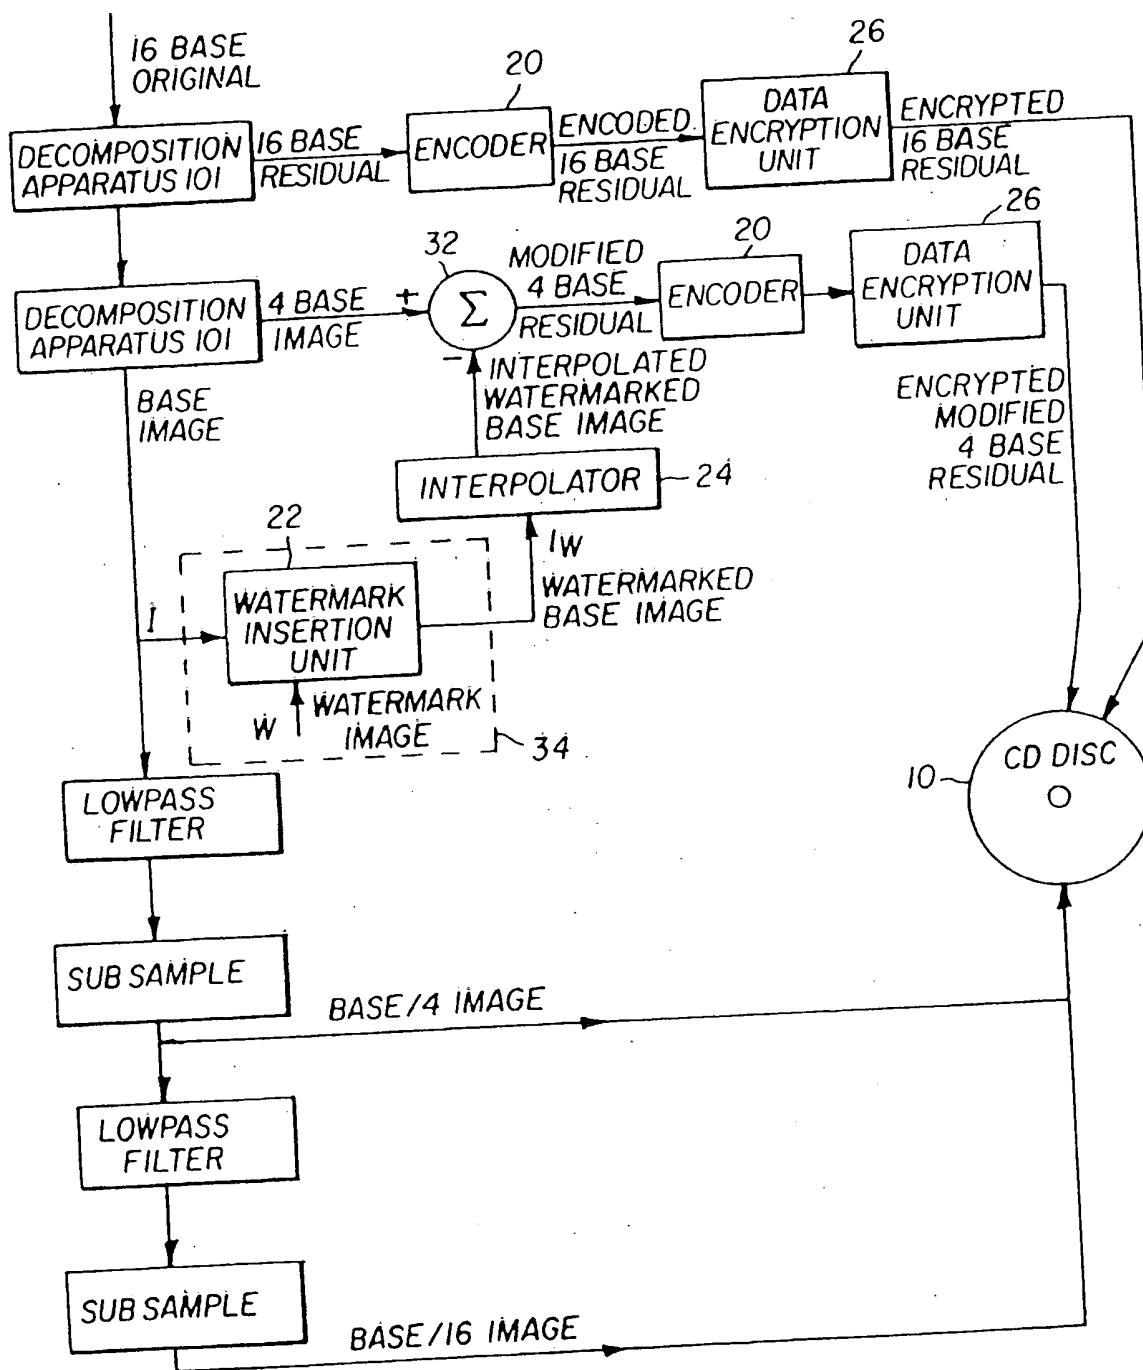 16 BASE
ORIGINAL
DECOMPOSITION
APPARATUS 101
16 BASE
RESIDUAL
20
ENCODER
ENCODED
16 BASE
RESIDUAL
26
DATA
ENCRYPTION
UNIT
ENCRYPTED
16 BASE
RESIDUAL
DECOMPOSITION
APPARATUS 101
4 BASE
IMAGE
32
+
Σ
-
MODIFIED
4 BASE
RESIDUAL
20
ENCODER
26
DATA
ENCRYPTION
UNIT
ENCRYPTED
MODIFIED
4 BASE
RESIDUAL
INTERPOLATED
WATERMARKED
BASE IMAGE
BASE
IMAGE
INTERPOLATOR
24
22
IW
WATERMARKED
BASE IMAGE
I
WATERMARK
INSERTION
UNIT
W
WATERMARK
IMAGE
34
10
CD DISC
LOWPASS
FILTER
SUB SAMPLE
BASE/4 IMAGE
LOWPASS
FILTER
SUB SAMPLE
BASE/16 IMAGE